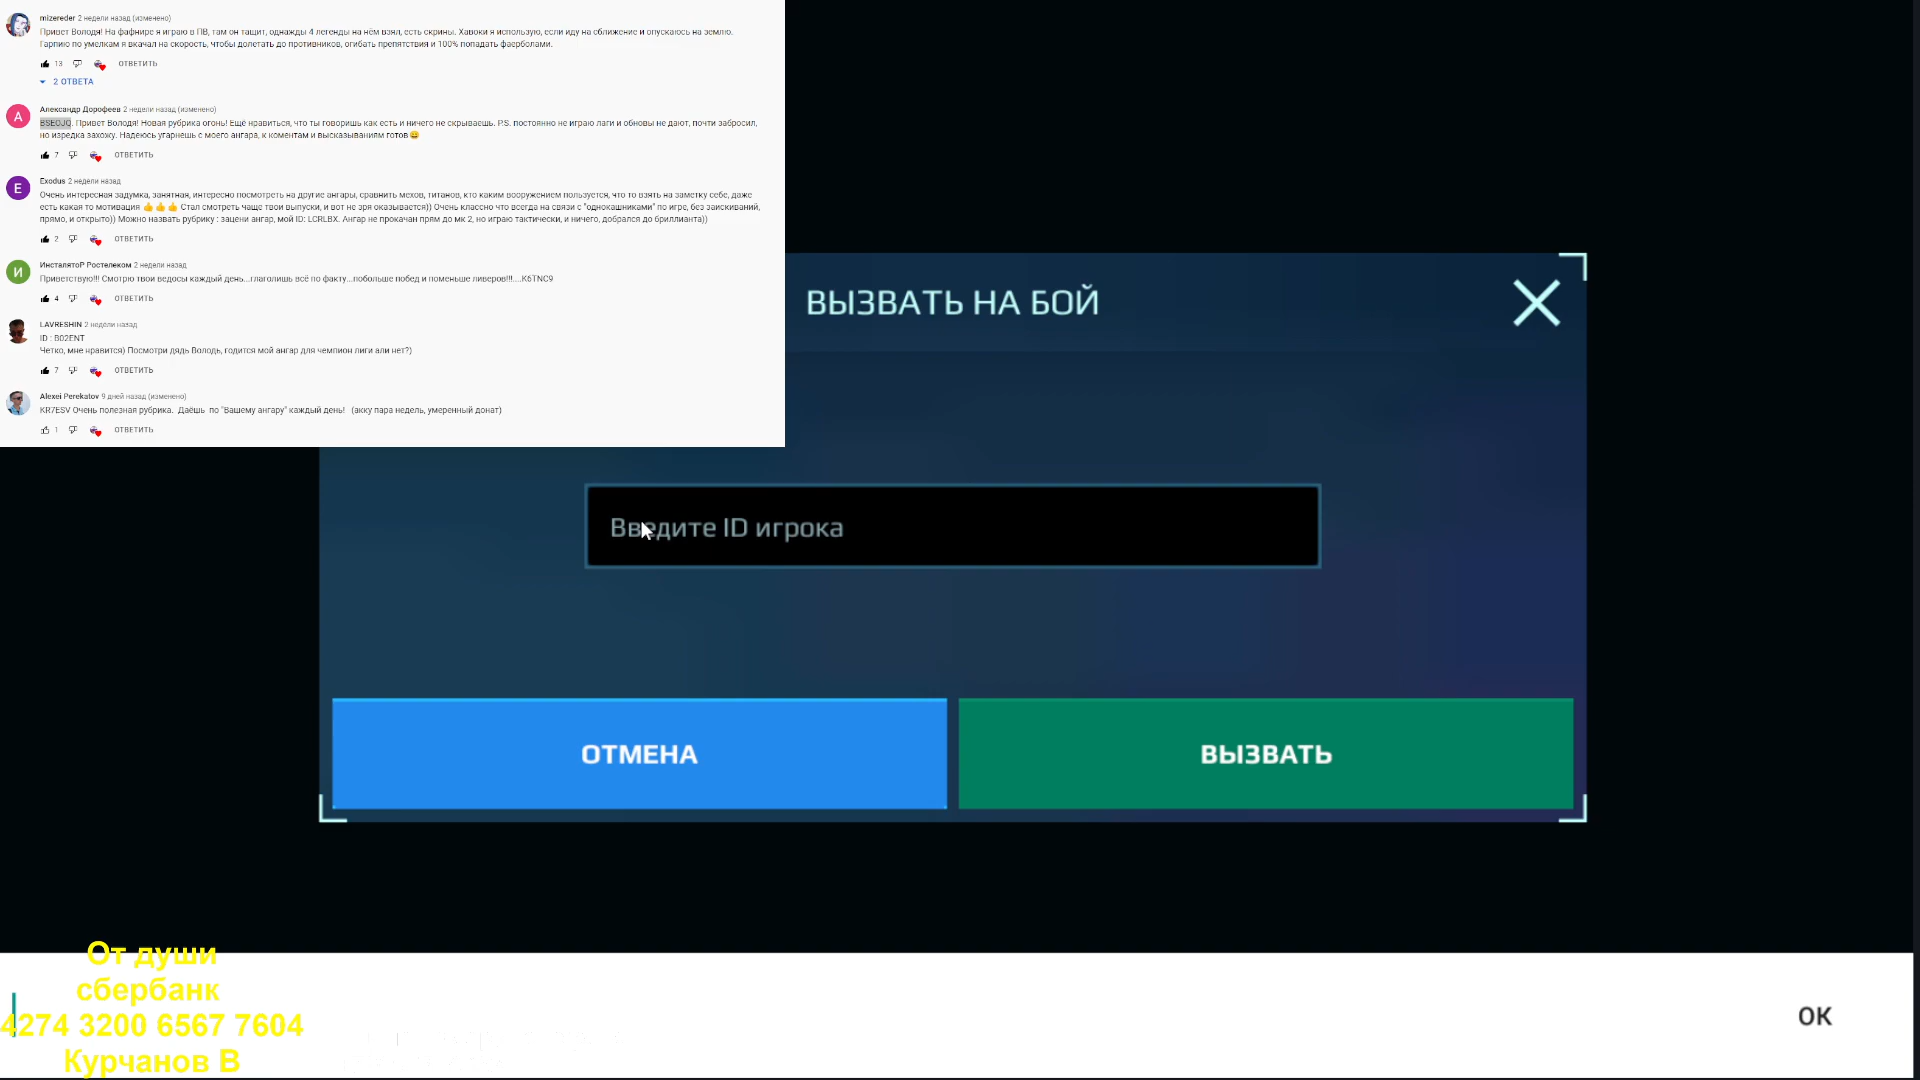 mizereder 2 недели назад (изменено)
Привет Володя! На фафнире я играю в ПВ, там он тащит, однажды 4 легенды на нём взял, есть скрины. Хавоки я использую, если иду на сближение и опускаюсь на землю.
Гарпию по умелкам я вкачал на скорость, чтобы долетать до противников, огибать препятствия и 100% попадать фаерболами.
13 ОТВЕТИТЬ
2 ОТВЕТА
А
Александр Дорофеев 2 недели назад (изменено)
BSEOJQ. Привет Володя! Новая рубрика огонь! Ещё нравиться, что ты говоришь как есть и ничего не скрываешь. P.S. постоянно не играю лаги и обновы не дают, почти забросил,
но изредка захожу. Надеюсь угарнешь с моего ангара, к коментам и высказываниям готов😄
7 ОТВЕТИТЬ
E
Exodus 2 недели назад
Очень интересная задумка, занятная, интересно посмотреть на другие ангары, сравнить мехов, титанов, кто каким вооружением пользуется, что то взять на заметку себе, даже
есть какая то мотивация 👍👍👍 Стал смотреть чаще твои выпуски, и вот не зря оказывается)) Очень классно что всегда на связи с "однокашниками" по игре, без заискиваний,
прямо, и открыто)) Можно назвать рубрику : зацени ангар, мой ID: LCRLBX. Ангар не прокачан прям до мк 2, но играю тактически, и ничего, добрался до бриллианта))
2 ОТВЕТИТЬ
И
ИнсталятоР Ростелеком 2 недели назад
Приветствую!!! Смотрю твои ведосы каждый день...глаголишь всё по факту...побольше побед и поменьше ливеров!!!....K6TNC9
4 ОТВЕТИТЬ
LAVRESHIN 2 недели назад
ID : B02ENT
Четко, мне нравится) Посмотри дядь Володь, годится мой ангар для чемпион лиги али нет?)
7 ОТВЕТИТЬ
Alexei Perekatov 9 дней назад (изменено)
KR7ESV Очень полезная рубрика. Даёшь по "Вашему ангару" каждый день! (акку пара недель, умеренный донат)
1 ОТВЕТИТЬ
ВЫЗВАТЬ НА БОЙ
Введите ID игрока
ОТМЕНА
ВЫЗВАТЬ
От души
сбербанк
4274 3200 6567 7604
Курчанов В
OK